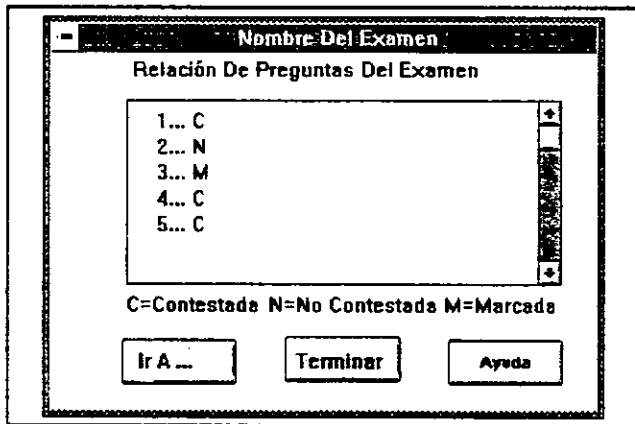 Nombre Del Examen
Relación De Preguntas Del Examen
1... C
2... N
3... M
4... C
5... C
C=Contestada N=No Contestada M=Marcada
Ir A ... Terminar Ayuda